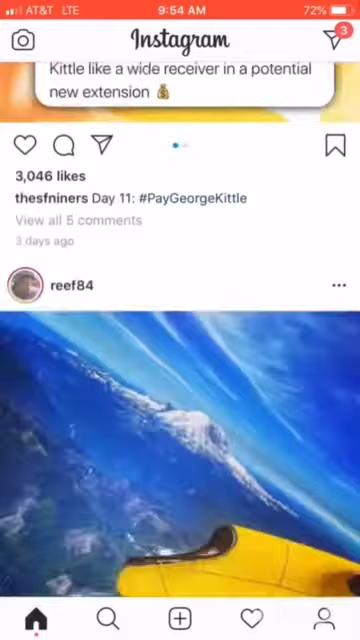 AT&T LTE 9:54 AM 72%
Instagram
3
Kittle like a wide receiver in a potential
new extension 💰
3,046 likes
thesfniners Day 11: #PayGeorgeKittle
View all 5 comments
3 days ago
reef84